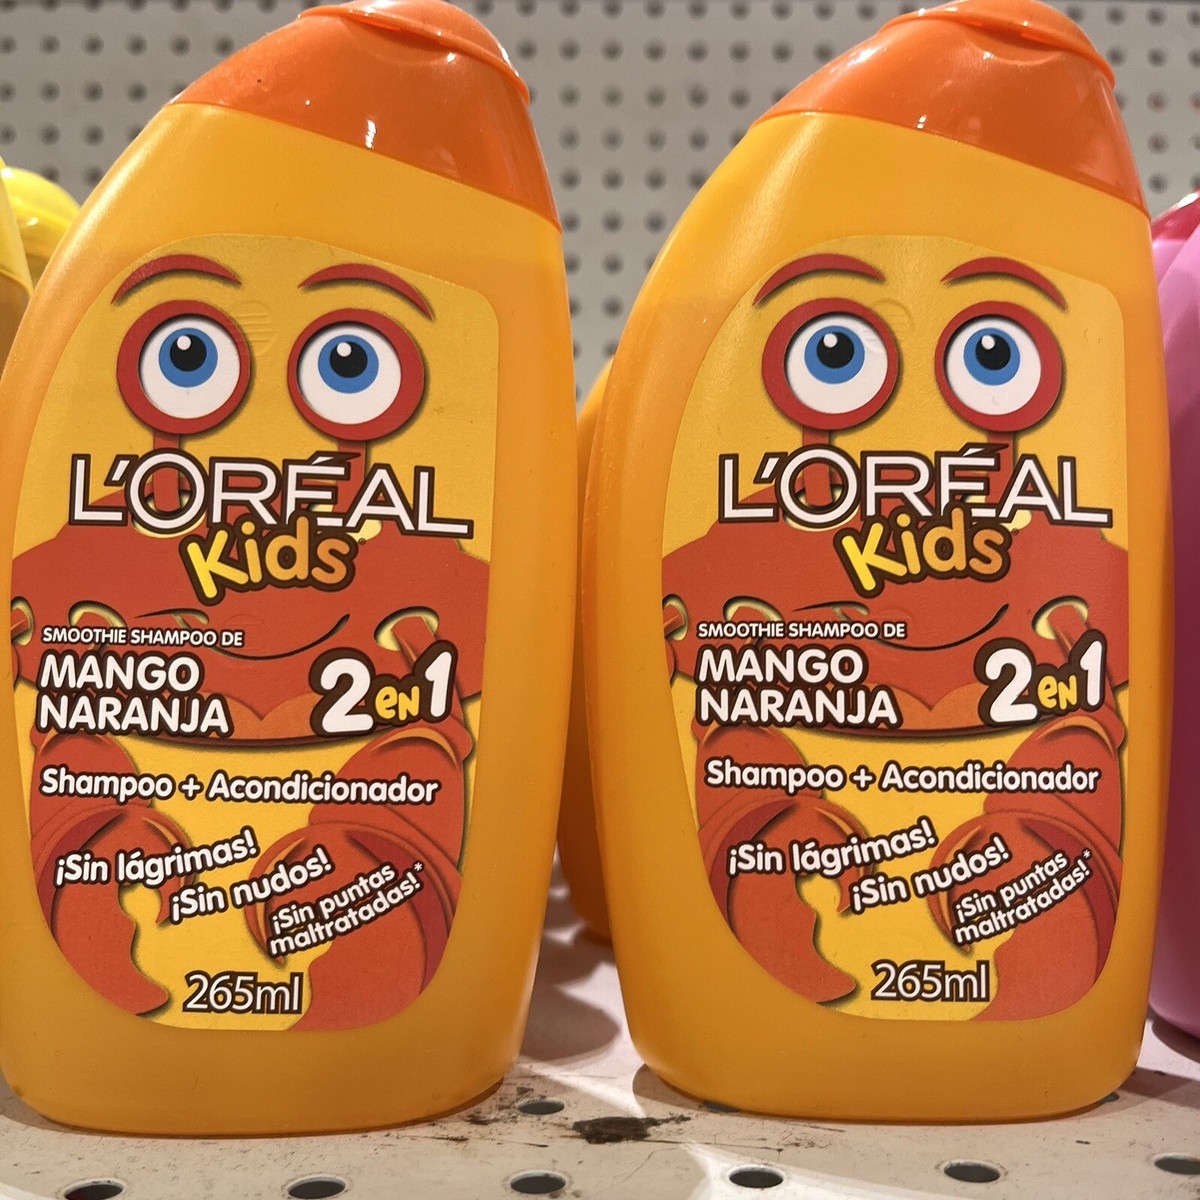 L'ORÉAL
Kids
SMOOTHIE SHAMPOO DE
MANGO
NARANJA
2 en 1
Shampoo + Acondicionador
¡Sin lágrimas!
¡Sin nudos!
¡Sin puntas
maltratadas!*
265ml
L'ORÉAL
Kids
SMOOTHIE SHAMPOO DE
MANGO
NARANJA
2 en 1
Shampoo + Acondicionador
¡Sin lágrimas!
¡Sin nudos!
¡Sin puntas
maltratadas!*
265ml